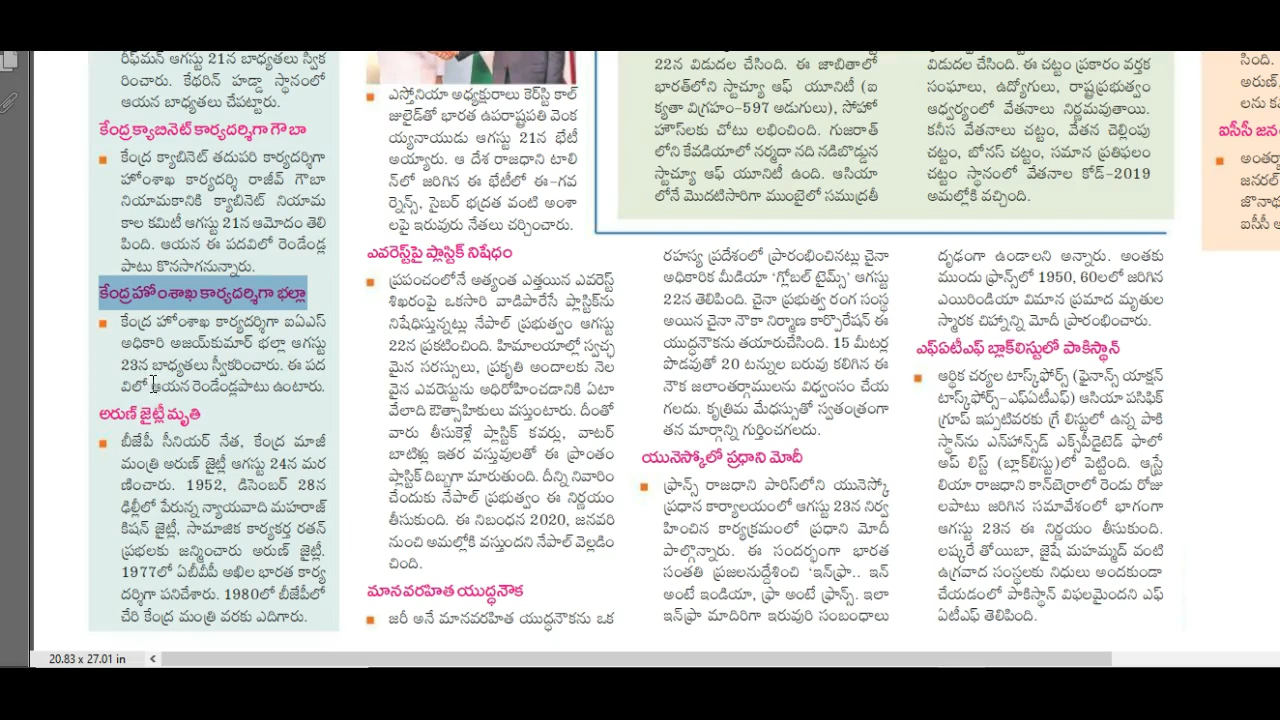 రీఫ్‌మన్ ఆగస్టు 21న బాధ్యతలు స్వీక
రించారు. కేథరిన్ హడ్డా స్థానంలో
ఆయన బాధ్యతలు చేపట్టారు.
కేంద్ర క్యాబినెట్ కార్యదర్శిగా గౌబా
కేంద్ర క్యాబినెట్ తదుపరి కార్యదర్శిగా
హోంశాఖ కార్యదర్శి రాజీవ్ గౌబా
నియామకానికి క్యాబినెట్ నియామ
కాల కమిటీ ఆగస్టు 21న ఆమోదం తెలి
పింది. ఆయన ఈ పదవిలో రెండేండ్ల
పాటు కొనసాగనున్నారు.
కేంద్ర హోంశాఖ కార్యదర్శిగా భల్లా
కేంద్ర హోంశాఖ కార్యదర్శిగా ఐఏఎస్
అధికారి అజయ్‌కుమార్ భల్లా ఆగస్టు
23న బాధ్యతలు స్వీకరించారు. ఈ పద
విలో ఆయన రెండేండ్లపాటు ఉంటారు.
అరుణ్ జైట్లీ మృతి
బీజేపీ సీనియర్ నేత, కేంద్ర మాజీ
మంత్రి అరుణ్ జైట్లీ ఆగస్టు 24న మర
ణించారు. 1952, డిసెంబర్ 28న
ఢిల్లీలో పేరున్న న్యాయవాది మహరాజ్
కిషన్ జైట్లీ, సామాజిక కార్యకర్త రతన్
ప్రభలకు జన్మించారు అరుణ్ జైట్లీ.
1977లో ఏబీవీపీ అఖిల భారత కార్య
దర్శిగా పనిచేశారు. 1980లో బీజేపీలో
చేరి కేంద్ర మంత్రి వరకు ఎదిగారు.
ఎస్తోనియా అధ్యక్షురాలు కెర్‌స్టి కాల్
జులైడ్‌తో భారత ఉపరాష్ట్రపతి వెంక
య్యనాయుడు ఆగస్టు 21న భేటీ
అయ్యారు. ఆ దేశ రాజధాని టాలి
న్‌లో జరిగిన ఈ భేటీలో ఈ-గవ
ర్నెన్స్, సైబర్ భద్రత వంటి అంశా
లపై ఇరువురు నేతలు చర్చించారు.
ఎవరెస్ట్‌పై ప్లాస్టిక్ నిషేధం
ప్రపంచంలోనే అత్యంత ఎత్తయిన ఎవరెస్ట్
శిఖరంపై ఒకసారి వాడిపారేసే ప్లాస్టిక్‌ను
నిషేధిస్తున్నట్లు నేపాల్ ప్రభుత్వం ఆగస్టు
22న ప్రకటించింది. హిమాలయాల్లో స్వచ్ఛ
మైన సరస్సులు, ప్రకృతి అందాలకు నెల
వైన ఎవరెస్టును అధిరోహించడానికి ఏటా
వేలాది ఔత్సాహికులు వస్తుంటారు. దీంతో
వారు తీసుకెళ్లే ప్లాస్టిక్ కవర్లు, వాటర్
బాటిళ్లు ఇతర వస్తువులతో ఈ ప్రాంతం
ప్లాస్టిక్ దిబ్బగా మారుతుంది. దీన్ని నివారిం
చేందుకు నేపాల్ ప్రభుత్వం ఈ నిర్ణయం
తీసుకుంది. ఈ నిబంధన 2020, జనవరి
నుంచి అమల్లోకి వస్తుందని నేపాల్ వెల్లడిం
చింది.
మానవరహిత యుద్ధనౌక
జరీ అనే మానవరహిత యుద్ధనౌకను ఒక
22న విడుదల చేసింది. ఈ జాబితాలో
భారత్‌లోని స్టాచ్యూ ఆఫ్ యూనిటీ (ఐ
క్యతా విగ్రహం-597 అడుగులు), సోహో
హౌస్‌లకు చోటు లభించింది. గుజరాత్
లోని కేవడియాలో నర్మదా నది నడిబొడ్డున
స్టాచ్యూ ఆఫ్ యూనిటీ ఉంది. ఆసియా
లోనే మొదటిసారిగా ముంబైలో సముద్రతీ
రహస్య ప్రదేశంలో ప్రారంభించినట్లు చైనా
అధికారిక మీడియా 'గ్లోబల్ టైమ్స్' ఆగస్టు
22న తెలిపింది. చైనా ప్రభుత్వ రంగ సంస్థ
అయిన చైనా నౌకా నిర్మాణ కార్పొరేషన్ ఈ
యుద్ధనౌకను తయారుచేసింది. 15 మీటర్ల
పొడవుతో 20 టన్నుల బరువు కలిగిన ఈ
నౌక జలాంతర్గాములను విధ్వంసం చేయ
గలదు. కృత్రిమ మేధస్సుతో స్వతంత్రంగా
తన మార్గాన్ని గుర్తించగలదు.
యునెస్కోలో ప్రధాని మోదీ
ఫ్రాన్స్ రాజధాని పారిస్‌లోని యునెస్కో
ప్రధాన కార్యాలయంలో ఆగస్టు 23న నిర్వ
హించిన కార్యక్రమంలో ప్రధాని మోదీ
పాల్గొన్నారు. ఈ సందర్భంగా భారత
సంతతి ప్రజలనుద్దేశించి 'ఇన్‌ఫ్రా.. ఇన్
అంటే ఇండియా, ఫ్రా అంటే ఫ్రాన్స్. ఇలా
ఇన్‌ఫ్రా మాదిరిగా ఇరువురి సంబంధాలు
విడుదల చేసింది. ఈ చట్టం ప్రకారం వర్తక
సంఘాలు, ఉద్యోగులు, రాష్ట్రప్రభుత్వం
ఆధ్వర్యంలో వేతనాలు నిర్ణమవుతాయి.
కనీస వేతనాలు చట్టం, వేతన చెల్లింపు
చట్టం, బోనస్ చట్టం, సమాన ప్రతిఫలం
చట్టం స్థానంలో వేతనాల కోడ్-2019
అమల్లోకి వచ్చింది.
దృఢంగా ఉండాలని అన్నారు. అంతకు
ముందు ఫ్రాన్స్‌లో 1950, 60లలో జరిగిన
ఎయిరిండియా విమాన ప్రమాద మృతుల
స్మారక చిహ్నాన్ని మోదీ ప్రారంభించారు.
ఎఫ్ఏటీఎఫ్ బ్లాక్‌లిస్టులో పాకిస్థాన్
ఆర్థిక చర్యల టాస్క్‌ఫోర్స్ (ఫైనాన్స్ యాక్షన్
టాస్క్‌ఫోర్స్-ఎఫ్ఏటీఎఫ్) ఆసియా పసిఫిక్
గ్రూప్ ఇప్పటివరకు గ్రే లిస్టులో ఉన్న పాకి
స్థాన్‌ను ఎన్‌హాన్స్‌డ్ ఎక్స్‌పీడైటెడ్ ఫాలో
అప్ లిస్ట్ (బ్లాక్‌లిస్టు)లో పెట్టింది. ఆస్ట్రే
లియా రాజధాని కాన్‌బెర్రాలో రెండు రోజు
లపాటు జరిగిన సమావేశంలో భాగంగా
ఆగస్టు 23న ఈ నిర్ణయం తీసుకుంది.
లష్కరే తోయిబా, జైషే మహమ్మద్ వంటి
ఉగ్రవాద సంస్థలకు నిధులు అందకుండా
చేయడంలో పాకిస్థాన్ విఫలమైందని ఎఫ్
ఏటీఎఫ్ తెలిపింది.
సింది.
అరుణ్,
లను క
ఐసీసీ జన
అంతర్జా
జనరల్
జొనాథ
ఐసీసీ ఆ
20.83 x 27.01 in